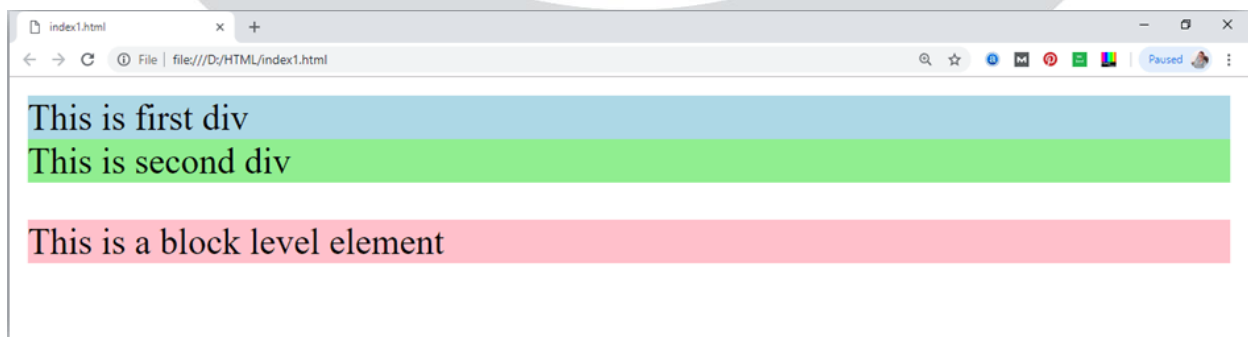 index1.html
File file:///D:/HTML/index1.html Paused
This is first div
This is second div
This is a block level element